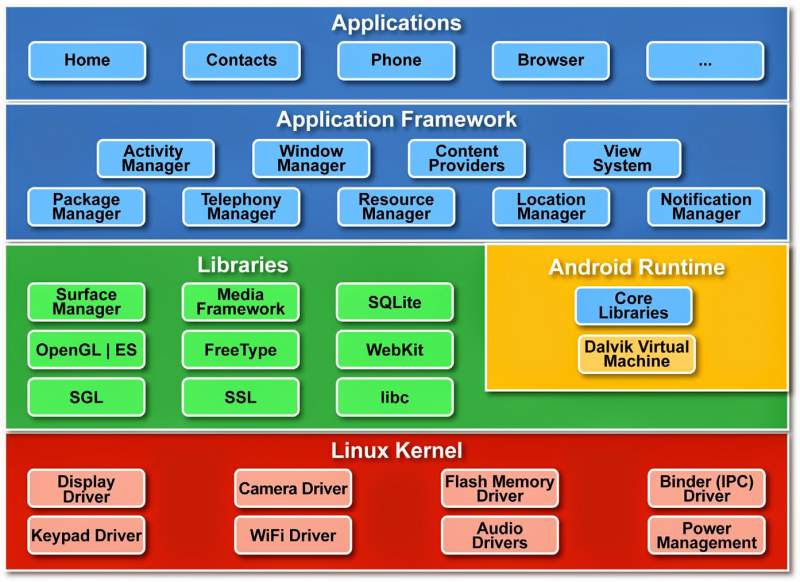 Applications
Home
Contacts
Phone
Browser
...
Application Framework
Activity
Manager
Window
Manager
Content
Providers
View
System
Package
Manager
Telephony
Manager
Resource
Manager
Location
Manager
Notification
Manager
Libraries
Surface
Manager
Media
Framework
SQLite
OpenGL | ES
FreeType
WebKit
SGL
SSL
libc
Android Runtime
Core
Libraries
Dalvik Virtual
Machine
Linux Kernel
Display
Driver
Camera Driver
Flash Memory
Driver
Binder (IPC)
Driver
Keypad Driver
WiFi Driver
Audio
Drivers
Power
Management